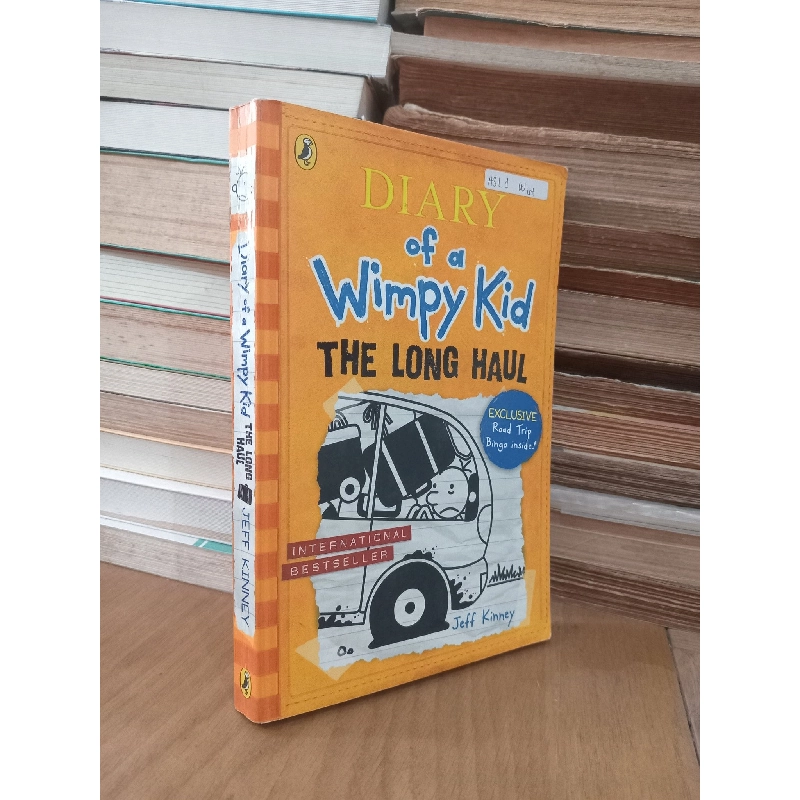 DIARY
of a
Wimpy Kid
THE LONG HAUL
EXCLUSIVE
Road Trip
Bingo inside*
INTERNATIONAL
BESTSELLER
Jeff Kinney
Diary of a Wimpy Kid THE LONG HAUL JEFF KINNEY